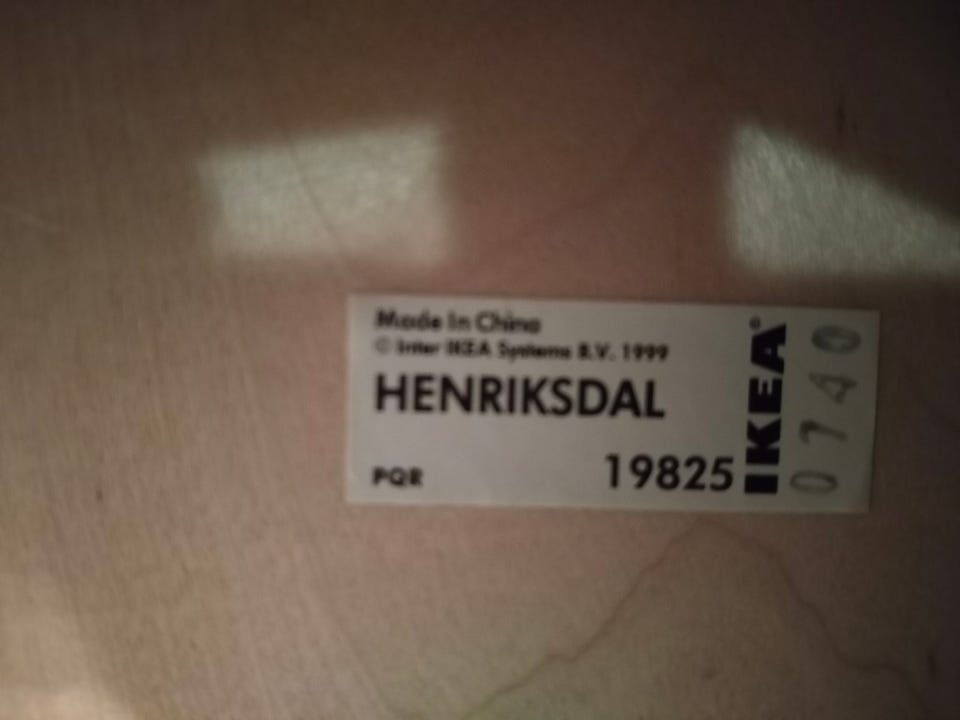 Made In China
© Inter IKEA Systems B.V. 1999
HENRIKSDAL
PQR
19825
IKEA®
0740